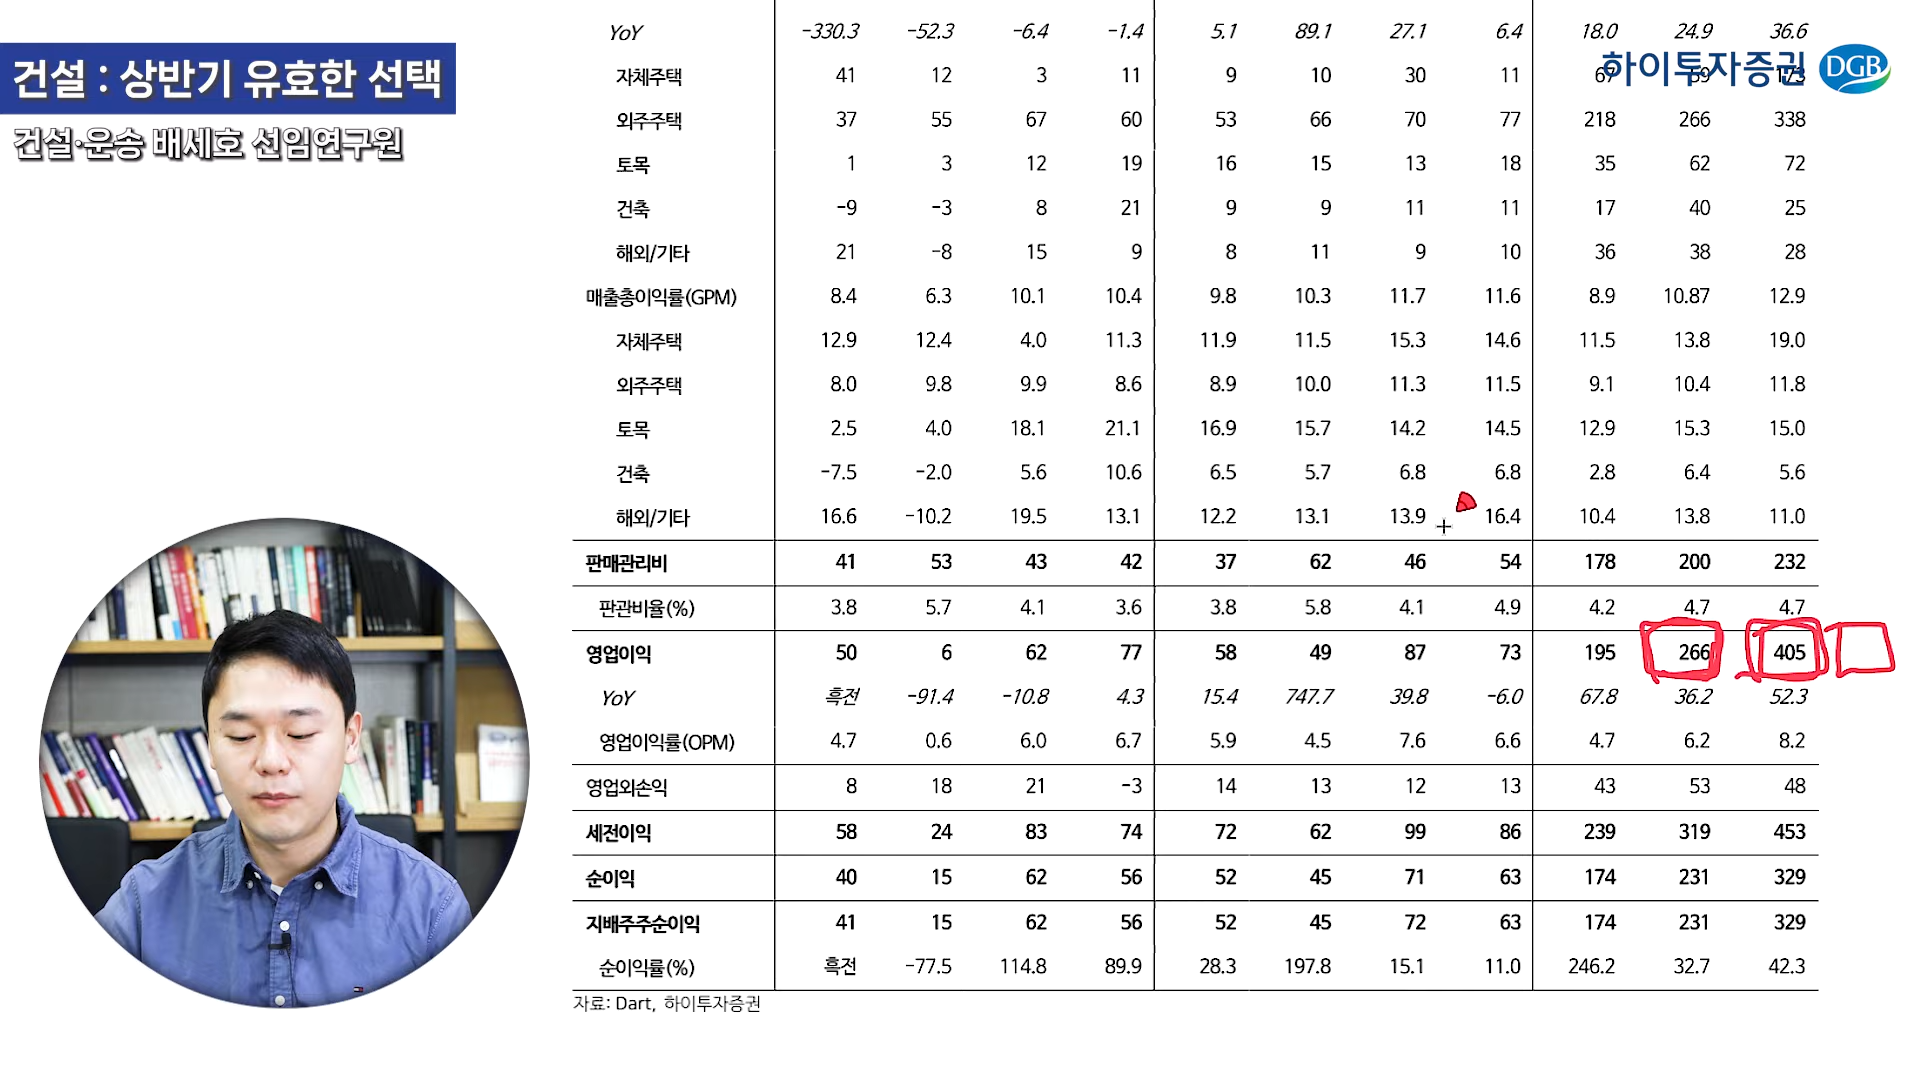 건설 : 상반기 유효한 선택
건설·운송 배세호 선임연구원
하이투자증권 DGB
YoY -330.3 -52.3 -6.4 -1.4 5.1 89.1 27.1 6.4 18.0 24.9 36.6
자체주택 41 12 3 11 9 10 30 11 67 59 173
외주주택 37 55 67 60 53 66 70 77 218 266 338
토목 1 3 12 19 16 15 13 18 35 62 72
건축 -9 -3 8 21 9 9 11 11 17 40 25
해외/기타 21 -8 15 9 8 11 9 10 36 38 28
매출총이익률(GPM) 8.4 6.3 10.1 10.4 9.8 10.3 11.7 11.6 8.9 10.87 12.9
자체주택 12.9 12.4 4.0 11.3 11.9 11.5 15.3 14.6 11.5 13.8 19.0
외주주택 8.0 9.8 9.9 8.6 8.9 10.0 11.3 11.5 9.1 10.4 11.8
토목 2.5 4.0 18.1 21.1 16.9 15.7 14.2 14.5 12.9 15.3 15.0
건축 -7.5 -2.0 5.6 10.6 6.5 5.7 6.8 6.8 2.8 6.4 5.6
해외/기타 16.6 -10.2 19.5 13.1 12.2 13.1 13.9 16.4 10.4 13.8 11.0
판매관리비 41 53 43 42 37 62 46 54 178 200 232
판관비율(%) 3.8 5.7 4.1 3.6 3.8 5.8 4.1 4.9 4.2 4.7 4.7
영업이익 50 6 62 77 58 49 87 73 195 266 405
YoY 흑전 -91.4 -10.8 4.3 15.4 747.7 39.8 -6.0 67.8 36.2 52.3
영업이익률(OPM) 4.7 0.6 6.0 6.7 5.9 4.5 7.6 6.6 4.7 6.2 8.2
영업외손익 8 18 21 -3 14 13 12 13 43 53 48
세전이익 58 24 83 74 72 62 99 86 239 319 453
순이익 40 15 62 56 52 45 71 63 174 231 329
지배주주순이익 41 15 62 56 52 45 72 63 174 231 329
순이익률(%) 흑전 -77.5 114.8 89.9 28.3 197.8 15.1 11.0 246.2 32.7 42.3
자료: Dart, 하이투자증권